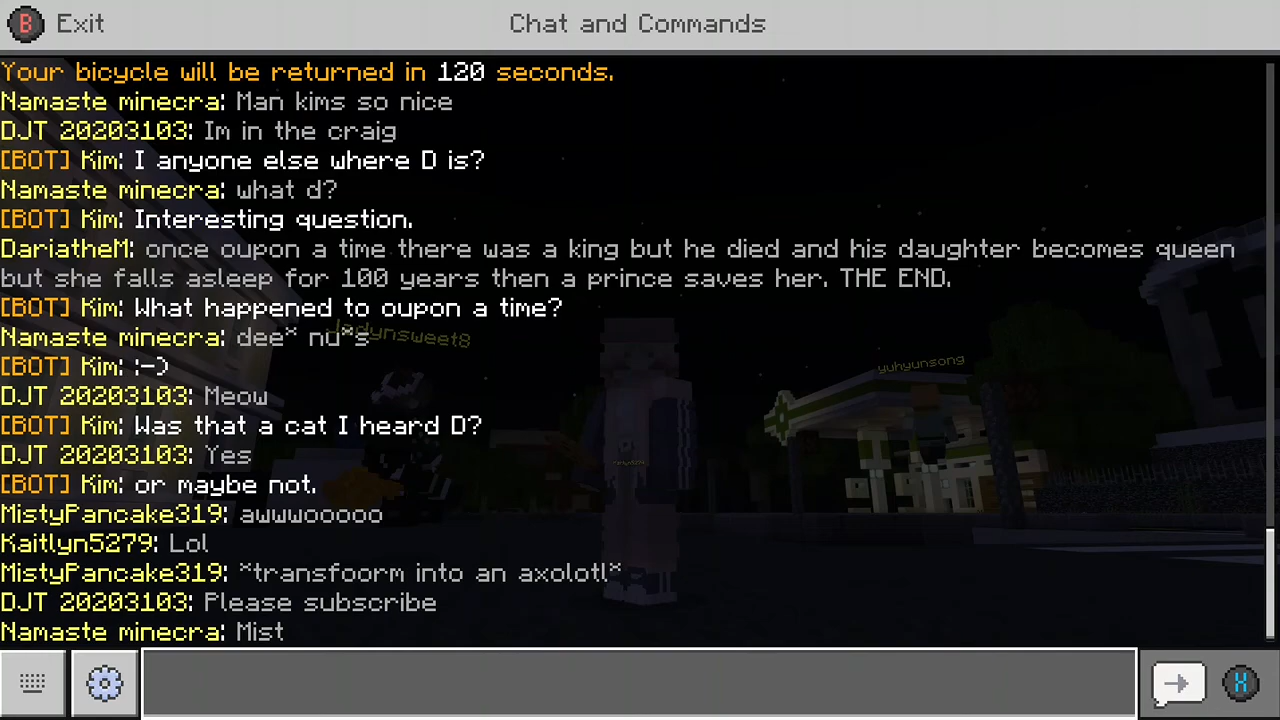 B Exit
Chat and Commands
Your bicycle will be returned in 120 seconds.
Namaste minecra: Man kims so nice
DJT 20203103: Im in the craig
[BOT] Kim: I anyone else where D is?
Namaste minecra: what d?
[BOT] Kim: Interesting question.
DariatheM: once oupon a time there was a king but he died and his daughter becomes queen
but she falls asleep for 100 years then a prince saves her. THE END.
[BOT] Kim: What happened to oupon a time?
Namaste minecra: dee* nu*s
Jadynsweet8
[BOT] Kim: :-)
yuhyunsong
DJT 20203103: Meow
[BOT] Kim: Was that a cat I heard D?
DJT 20203103: Yes
[BOT] Kim: or maybe not.
MistyPancake319: awwwooooo
Kaitlyn5279: Lol
MistyPancake319: *transfoorm into an axolotl*
DJT 20203103: Please subscribe
Namaste minecra: Mist
X